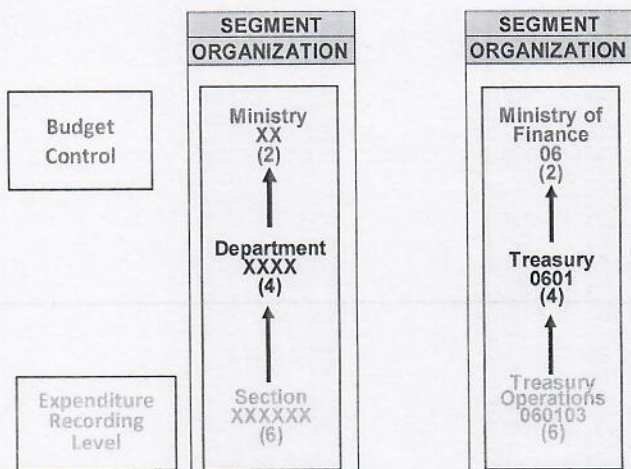 SEGMENT
ORGANIZATION
Budget
Control
Ministry
XX
(2)
Department
XXXX
(4)
Expenditure
Recording
Level
Section
XXXXXX
(6)
SEGMENT
ORGANIZATION
Ministry of
Finance
06
(2)
Treasury
0601
(4)
Treasury
Operations
060103
(6)